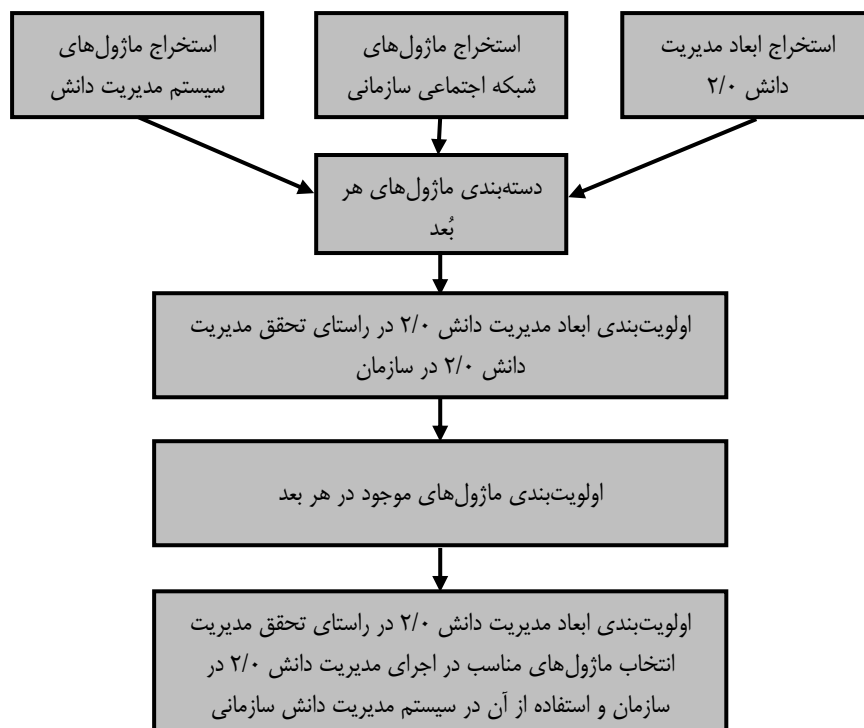 استخراج ابعاد مدیریت
دانش ۲/۰
استخراج ماژول‌های
شبکه اجتماعی سازمانی
استخراج ماژول‌های
سیستم مدیریت دانش
دسته‌بندی ماژول‌های هر
بُعد
اولویت‌بندی ابعاد مدیریت دانش ۲/۰ در راستای تحقق مدیریت
دانش ۲/۰ در سازمان
اولویت‌بندی ماژول‌های موجود در هر بعد
اولویت‌بندی ابعاد مدیریت دانش ۲/۰ در راستای تحقق مدیریت
انتخاب ماژول‌های مناسب در اجرای مدیریت دانش ۲/۰ در
سازمان و استفاده از آن در سیستم مدیریت دانش سازمانی